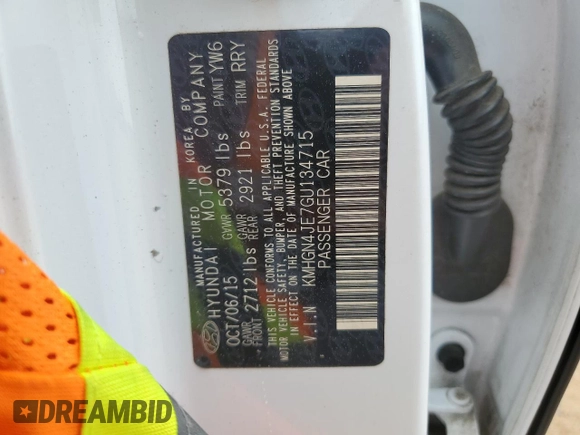 MANUFACTURED IN KOREA BY
HYUNDAI MOTOR COMPANY
OCT/06/15 GVWR 5379 lbs PAINT YW6
GAWR FRONT 2712 lbs GAWR REAR 2921 lbs TRIM RRY
THIS VEHICLE CONFORMS TO ALL APPLICABLE U.S.A. FEDERAL
MOTOR VEHICLE SAFETY, BUMPER, AND THEFT PREVENTION STANDARDS
IN EFFECT ON THE DATE OF MANUFACTURE SHOWN ABOVE
V.I.N KMHGN4JE7GU134715
PASSENGER CAR
DREAMBID